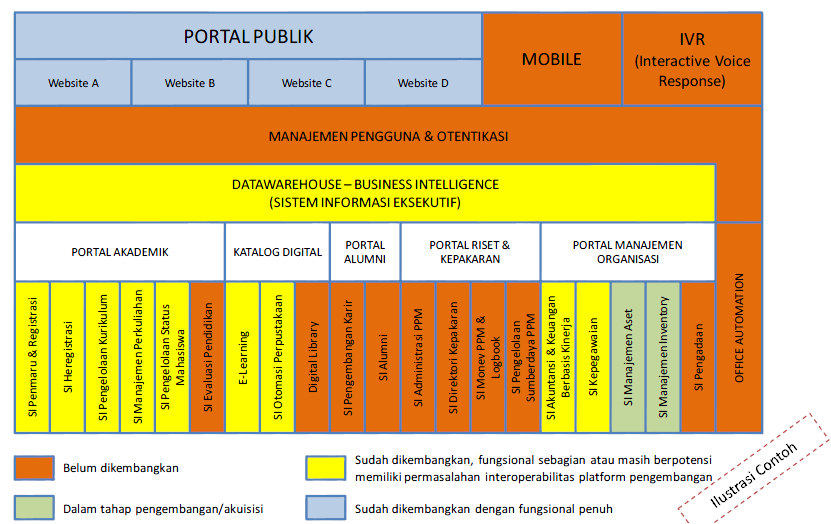 PORTAL PUBLIK
MOBILE
IVR
(Interactive Voice
Response)
Website A
Website B
Website C
Website D
MANAJEMEN PENGGUNA & OTENTIKASI
DATAWAREHOUSE – BUSINESS INTELLIGENCE
(SISTEM INFORMASI EKSEKUTIF)
PORTAL AKADEMIK
KATALOG DIGITAL
PORTAL
ALUMNI
PORTAL RISET &
KEPAKARAN
PORTAL MANAJEMEN
ORGANISASI
SI Penmaru & Registrasi
SI Heregistrasi
SI Pengelolaan Kurikulum
SI Manajemen Perkuliahan
SI Pengelolaan Status
Mahasiswa
SI Evaluasi Pendidikan
E-Learning
SI Otomasi Perpustakaan
Digital Library
SI Pengembangan Karir
SI Alumni
SI Administrasi PPM
SI Direktori Kepakaran
SI Monev PPM &
Logbook
SI Pengelolaan
Sumberdaya PPM
SI Akuntansi & Keuangan
Berbasis Kinerja
SI Kepegawaian
SI Manajemen Aset
SI Manajemen Inventory
SI Pengadaan
OFFICE AUTOMATION
Belum dikembangkan
Sudah dikembangkan, fungsional sebagian atau masih berpotensi
memiliki permasalahan interoperabilitas platform pengembangan
Dalam tahap pengembangan/akuisisi
Sudah dikembangkan dengan fungsional penuh
Ilustrasi Contoh